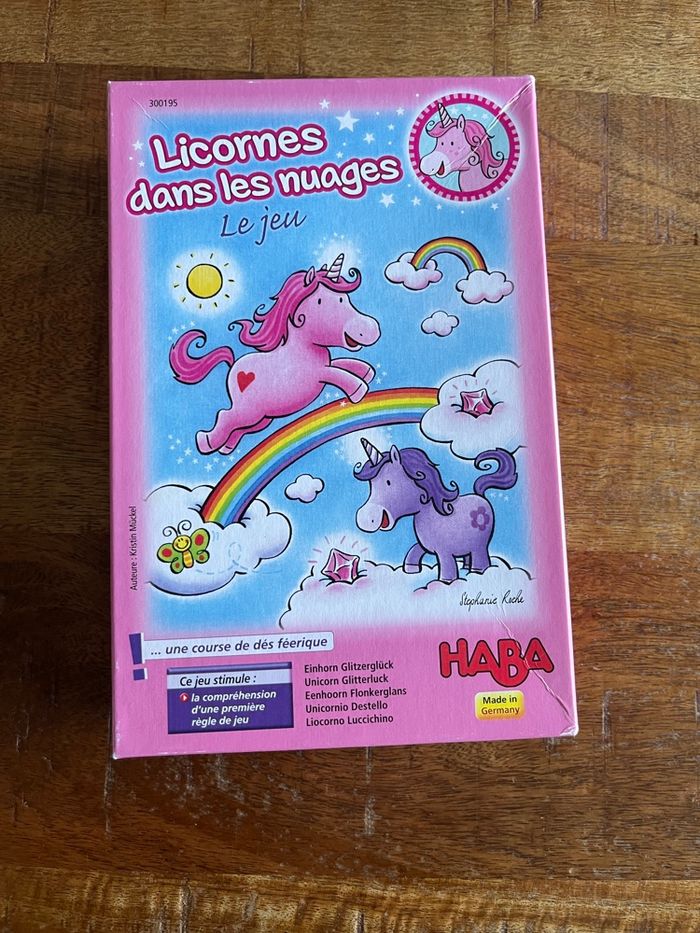 300195
Licornes
dans les nuages
Le jeu
Auteure : Kristin Mückel
Stephanie Roche
... une course de dés féerique
Ce jeu stimule :
la compréhension
d'une première
règle de jeu
Einhorn Glitzerglück
Unicorn Glitterluck
Eenhoorn Flonkerglans
Unicornio Destello
Liocorno Luccichino
HABA
Made in
Germany